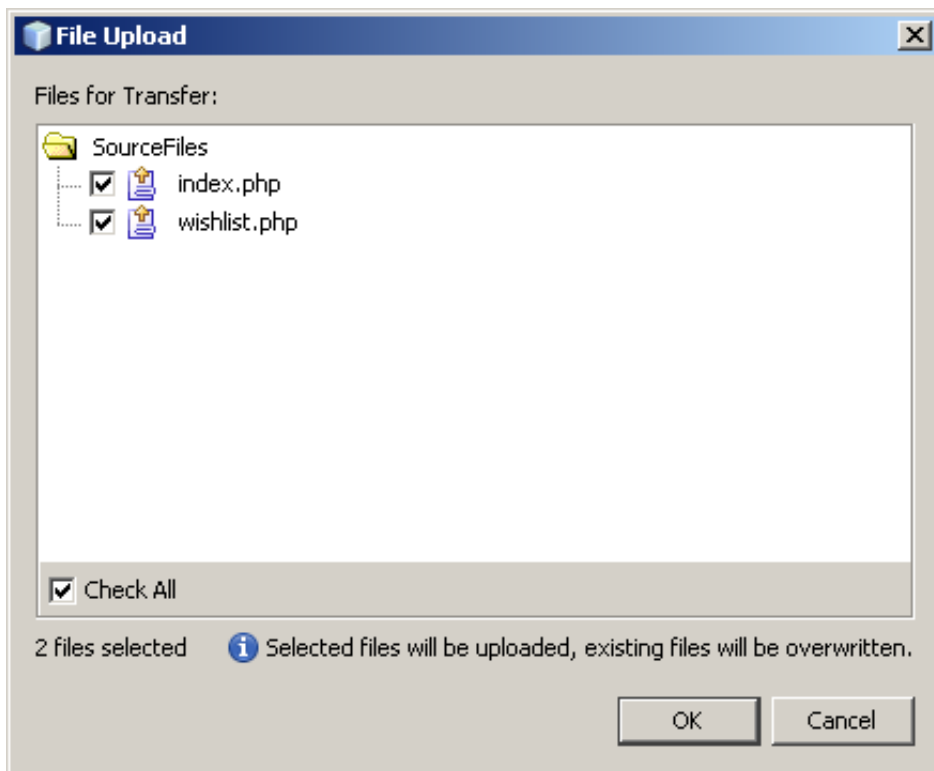 File Upload
Files for Transfer:
SourceFiles
index.php
wishlist.php
Check All
2 files selected Selected files will be uploaded, existing files will be overwritten.
OK Cancel